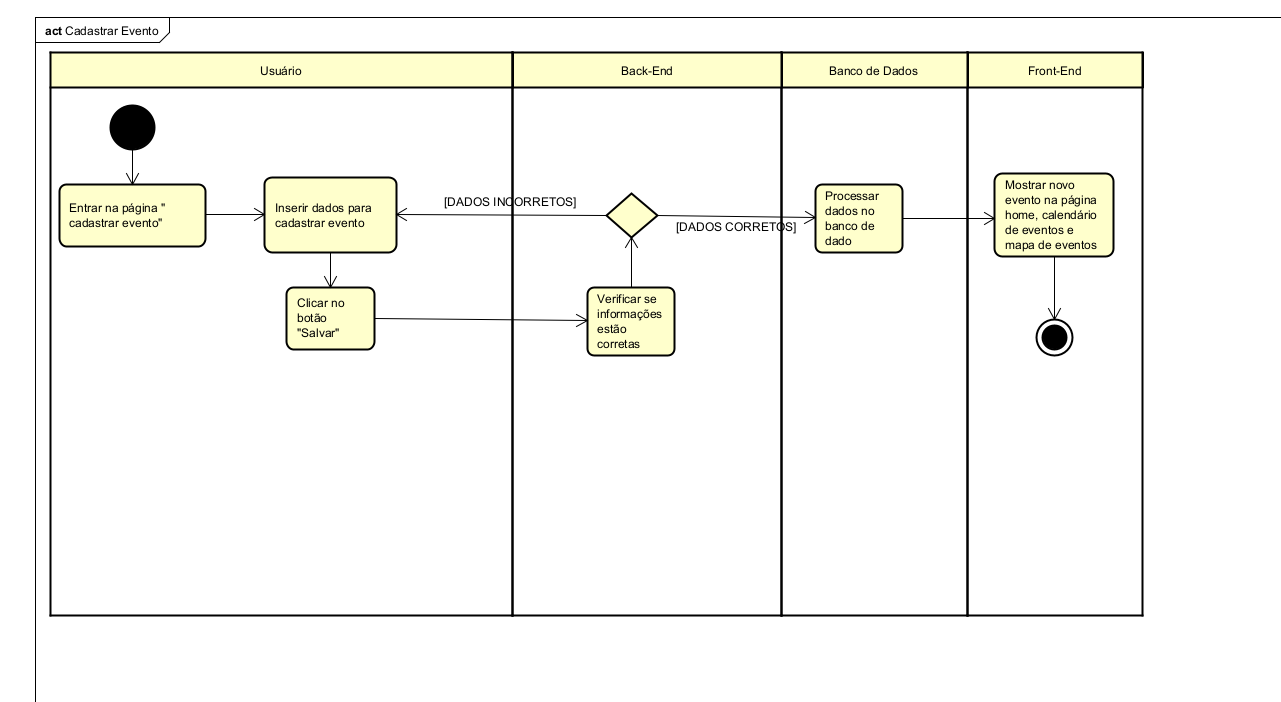 act Cadastrar Evento
Usuário
Back-End
Banco de Dados
Front-End
Entrar na página "
cadastrar evento"
Inserir dados para
cadastrar evento
[DADOS INCORRETOS]
[DADOS CORRETOS]
Processar
dados no
banco de
dado
Mostrar novo
evento na página
home, calendário
de eventos e
mapa de eventos
Clicar no
botão
"Salvar"
Verificar se
informações
estão
corretas